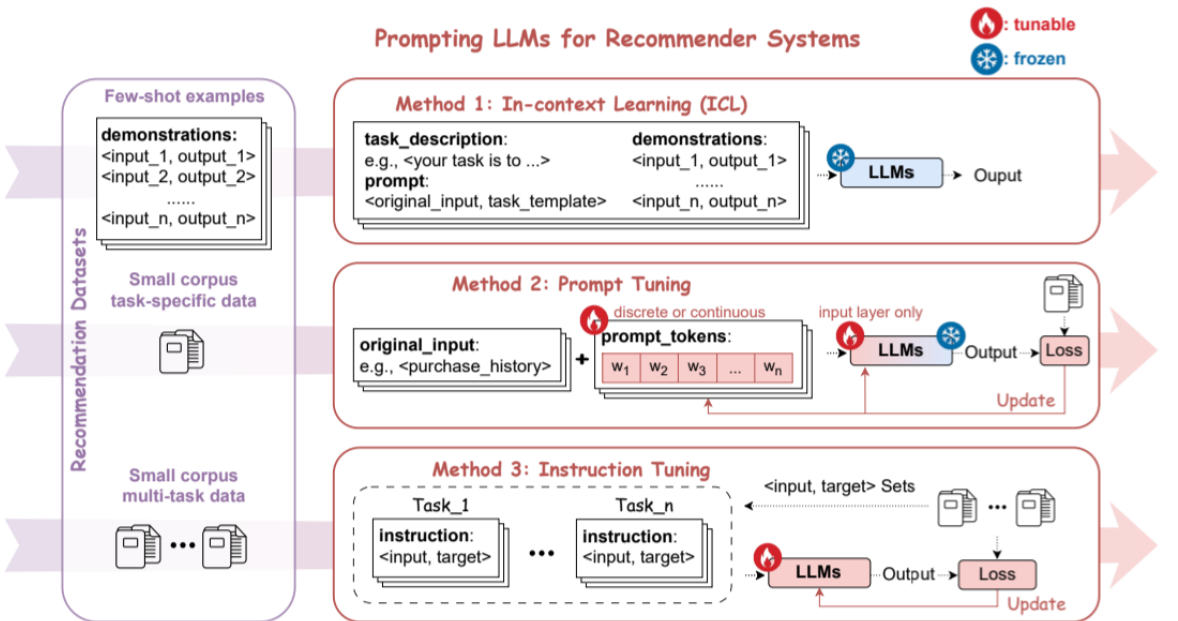 Prompting LLMs for Recommender Systems
: tunable
: frozen
Recommendation Datasets
Few-shot examples
demonstrations:
<input_1, output_1>
<input_2, output_2>
......
<input_n, output_n>
Small corpus
task-specific data
Small corpus
multi-task data
Method 1: In-context Learning (ICL)
task_description:
e.g., <your task is to ...>
prompt:
<original_input, task_template>
demonstrations:
<input_1, output_1>
......
<input_n, output_n>
LLMs
Ouput
Method 2: Prompt Tuning
original_input:
e.g., <purchase_history>
+
discrete or continuous
prompt_tokens:
w1 w2 w3 ... wn
input layer only
LLMs
Output
Loss
Update
Method 3: Instruction Tuning
Task_1
instruction:
<input, target>
•••
Task_n
instruction:
<input, target>
<input, target> Sets
•••
LLMs
Output
Loss
Update